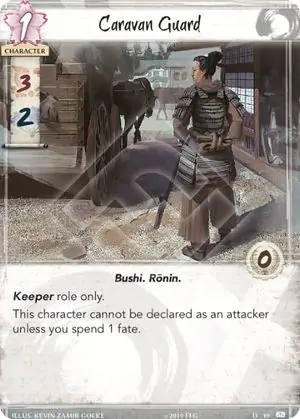 Caravan Guard
1
CHARACTER
3
2
0
Bushi. Rōnin.
Keeper role only.
This character cannot be declared as an attacker
unless you spend 1 fate.
ILLUS. KEVIN ZAMIR GOEKE
©2019 FFG